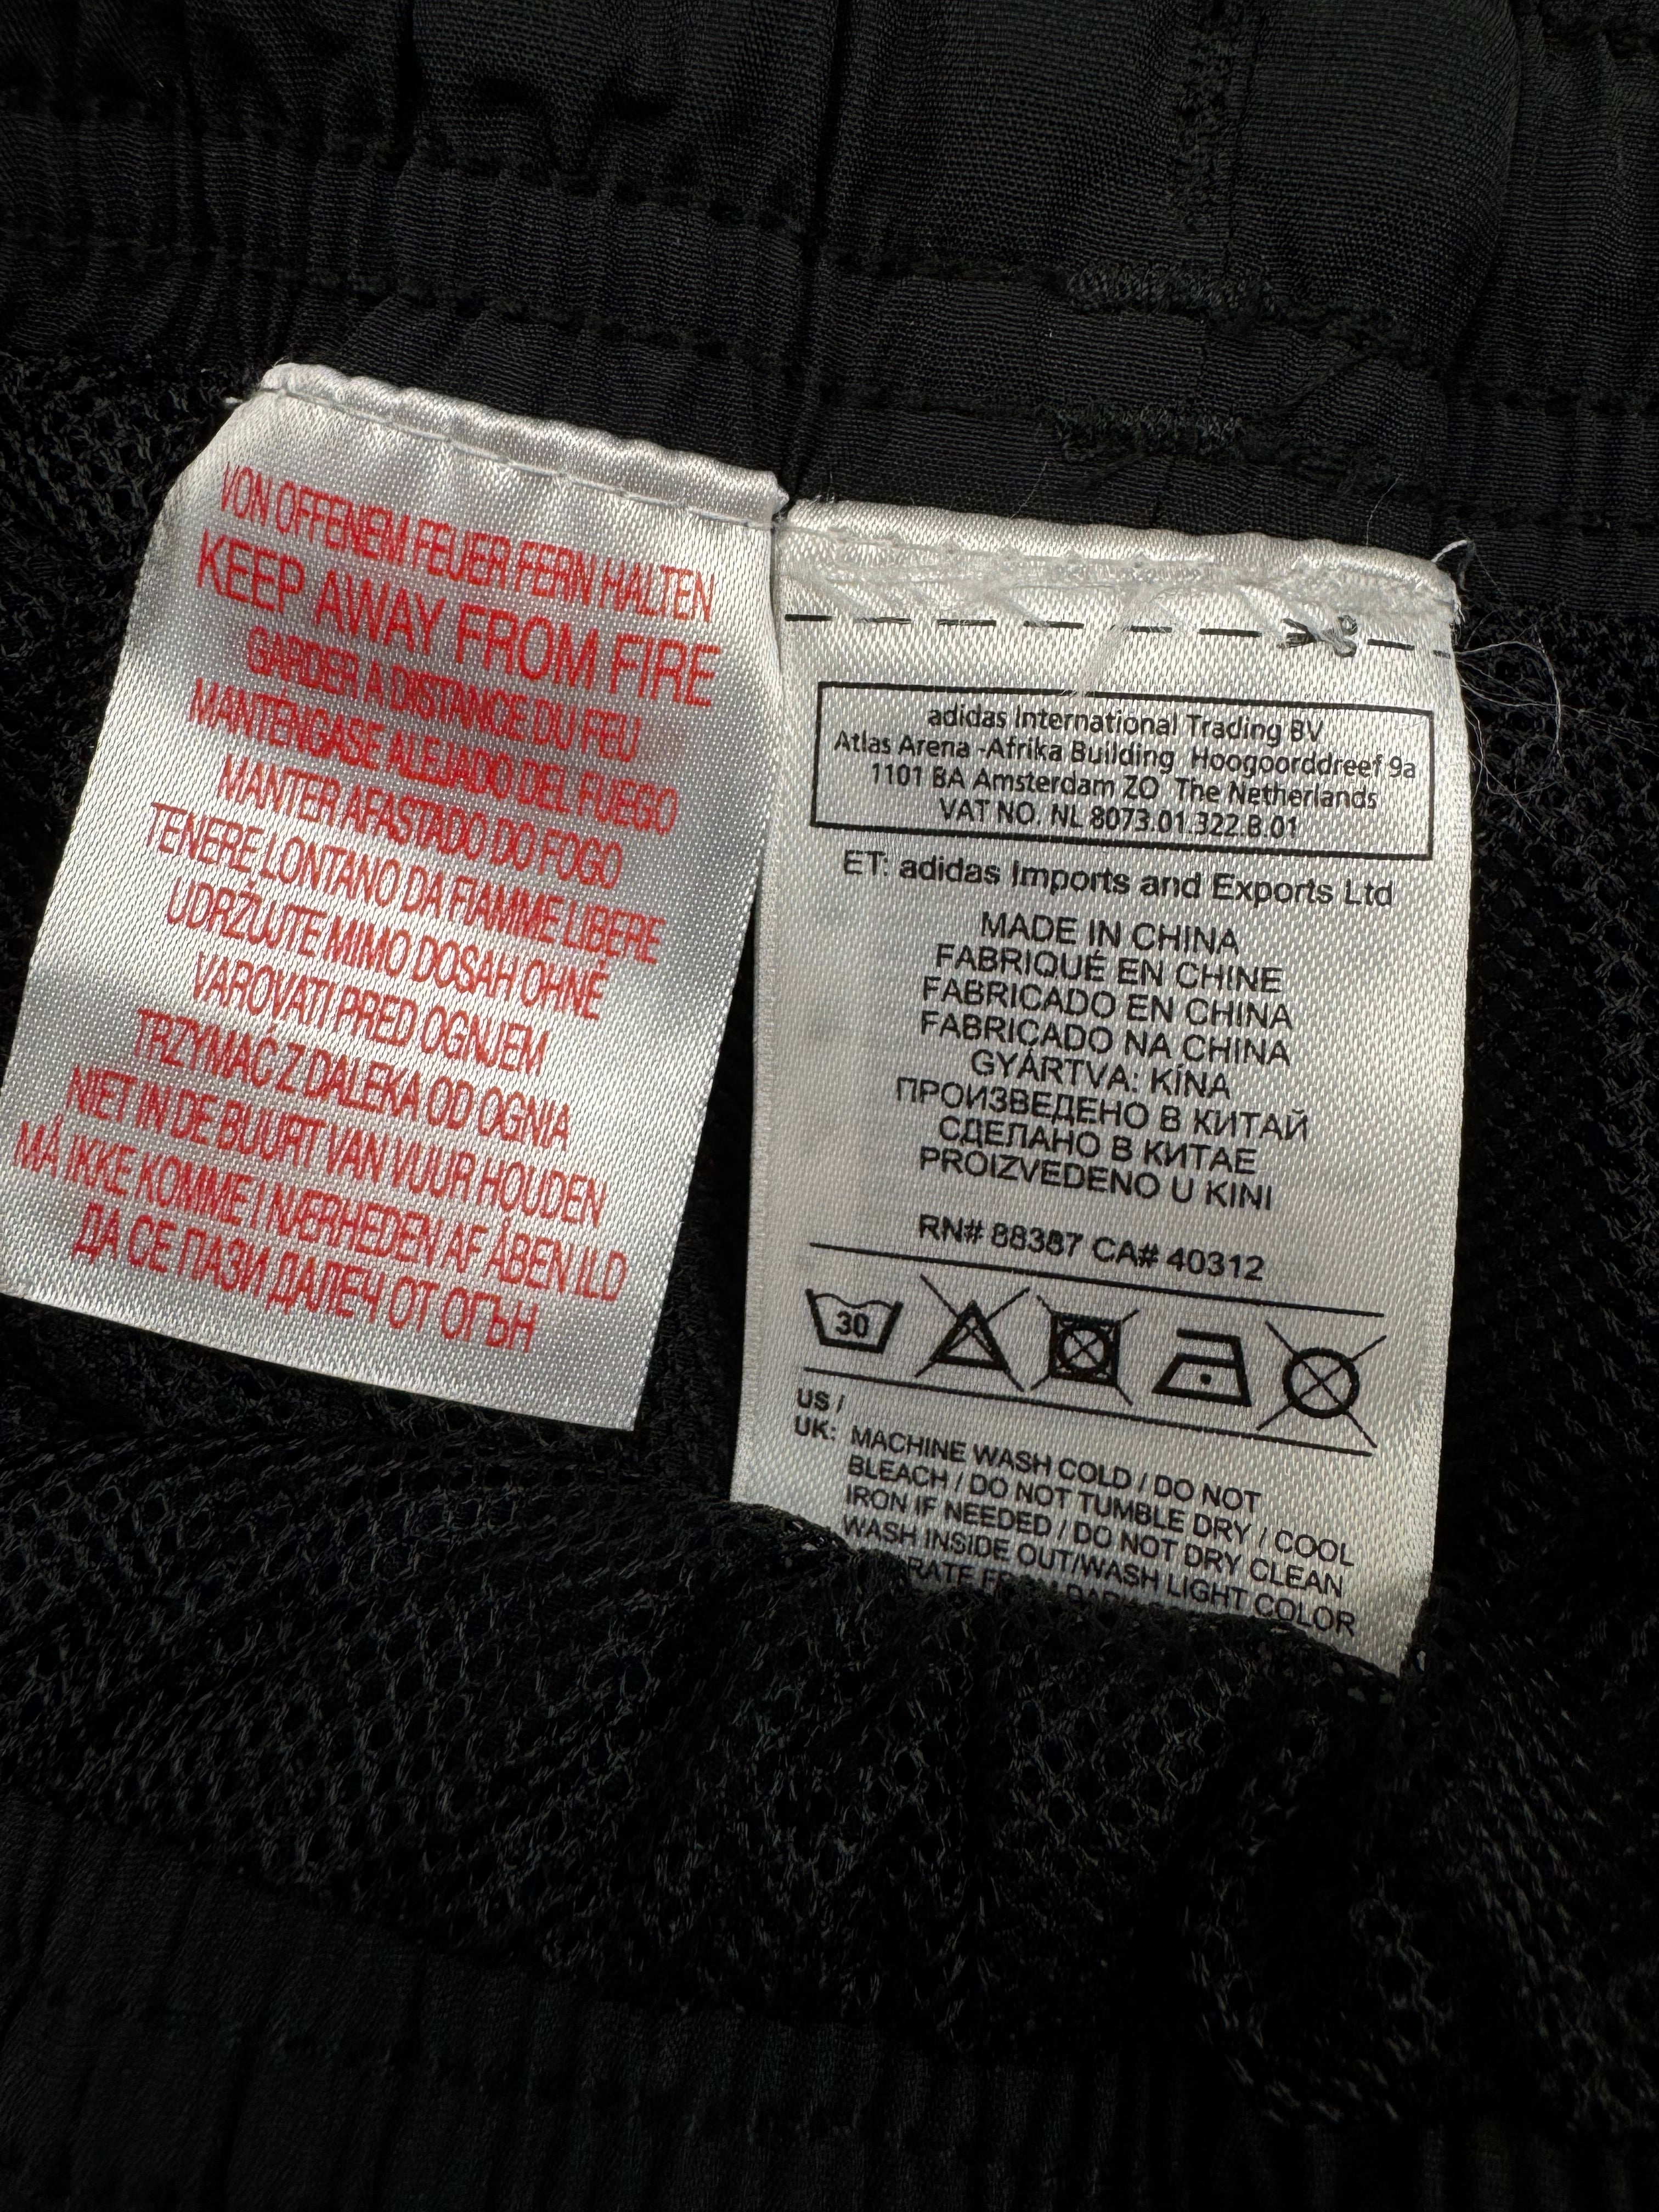 VON OFFENEM FEUER FERN HALTEN
KEEP AWAY FROM FIRE
GARDER A DISTANCE DU FEU
MANTÉNGASE ALEJADO DEL FUEGO
MANTER AFASTADO DO FOGO
TENERE LONTANO DA FIAMME LIBERE
UDRŽUJTE MIMO DOSAH OHNĚ
VAROVATI PRED OGNJEM
TRZYMAĆ Z DALEKA OD OGNIA
NIET IN DE BUURT VAN VUUR HOUDEN
MÅ IKKE KOMME I NÆRHEDEN AF ÅBEN ILD
ДА СЕ ПАЗИ ДАЛЕЧ ОТ ОГЪН
adidas International Trading BV
Atlas Arena -Afrika Building Hoogoorddreef 9a
1101 BA Amsterdam ZO The Netherlands
VAT NO. NL 8073.01.322.B.01
ET: adidas Imports and Exports Ltd
MADE IN CHINA
FABRIQUÉ EN CHINE
FABRICADO EN CHINA
FABRICADO NA CHINA
GYÁRTVA: KÍNA
ПРОИЗВЕДЕНО В КИТАЙ
СДЕЛАНО В КИТАЕ
PROIZVEDENO U KINI
RN# 88387 CA# 40312
30
US /
UK: MACHINE WASH COLD / DO NOT
BLEACH / DO NOT TUMBLE DRY / COOL
IRON IF NEEDED / DO NOT DRY CLEAN
WASH INSIDE OUT/WASH LIGHT COLOR